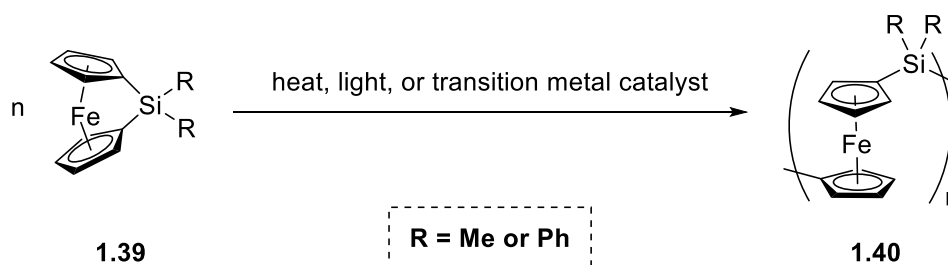 R R
Si
R
n Fe Si heat, light, or transition metal catalyst Fe
R
R = Me or Ph
1.39 1.40